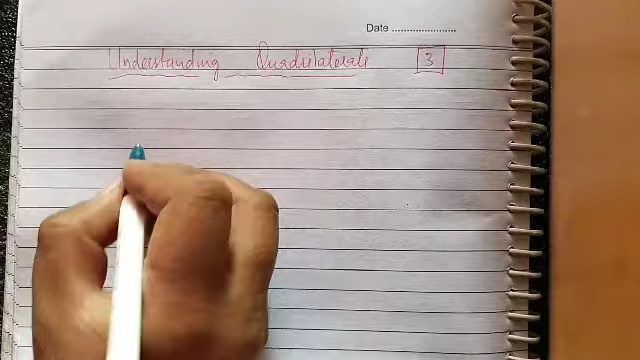 Date ........................
Understanding Quadrilaterals 3